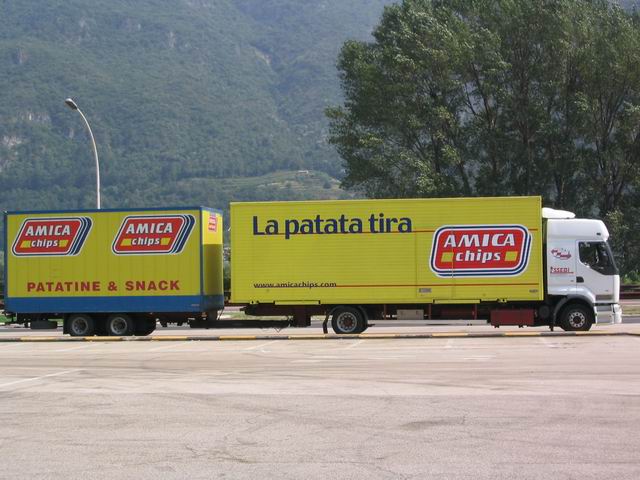 AMICA
chips
AMICA
chips
PATATINE & SNACK
La patata tira
AMICA
chips
www.amicachips.com